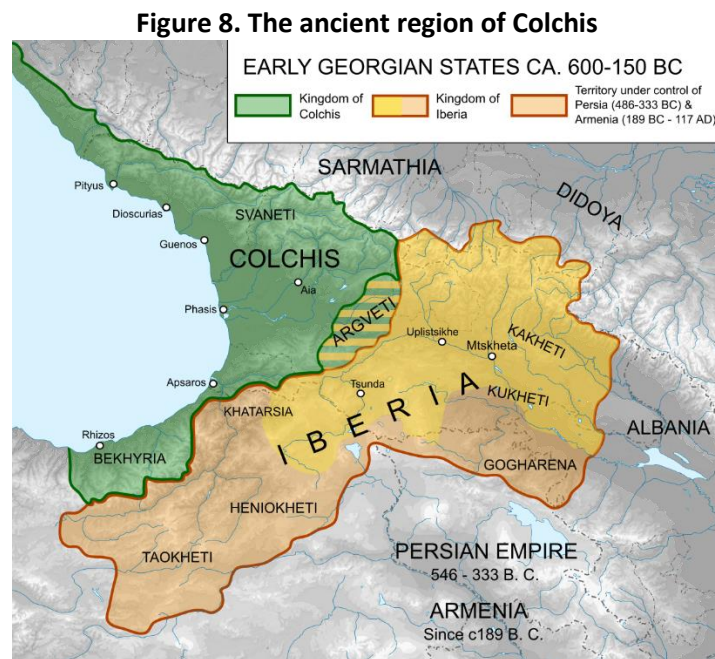 Figure 8. The ancient region of Colchis
EARLY GEORGIAN STATES CA. 600-150 BC
Kingdom of
Colchis
Kingdom of
Iberia
Territory under control of
Persia (486-333 BC) &
Armenia (189 BC - 117 AD)
SARMATHIA
DIDOYA
Pityus
Dioscurias
SVANETI
Guenos
COLCHIS
Aia
Phasis
ARGVETI
Uplistsikhe
KAKHETI
Mtskheta
Apsaros
Tsunda
KUKHETI
KHATARSIA
IBERIA
ALBANIA
Rhizos
BEKHYRIA
GOGHARENA
HENIOKHETI
TAOKHETI
PERSIAN EMPIRE
546 - 333 B. C.
ARMENIA
Since c189 B. C.